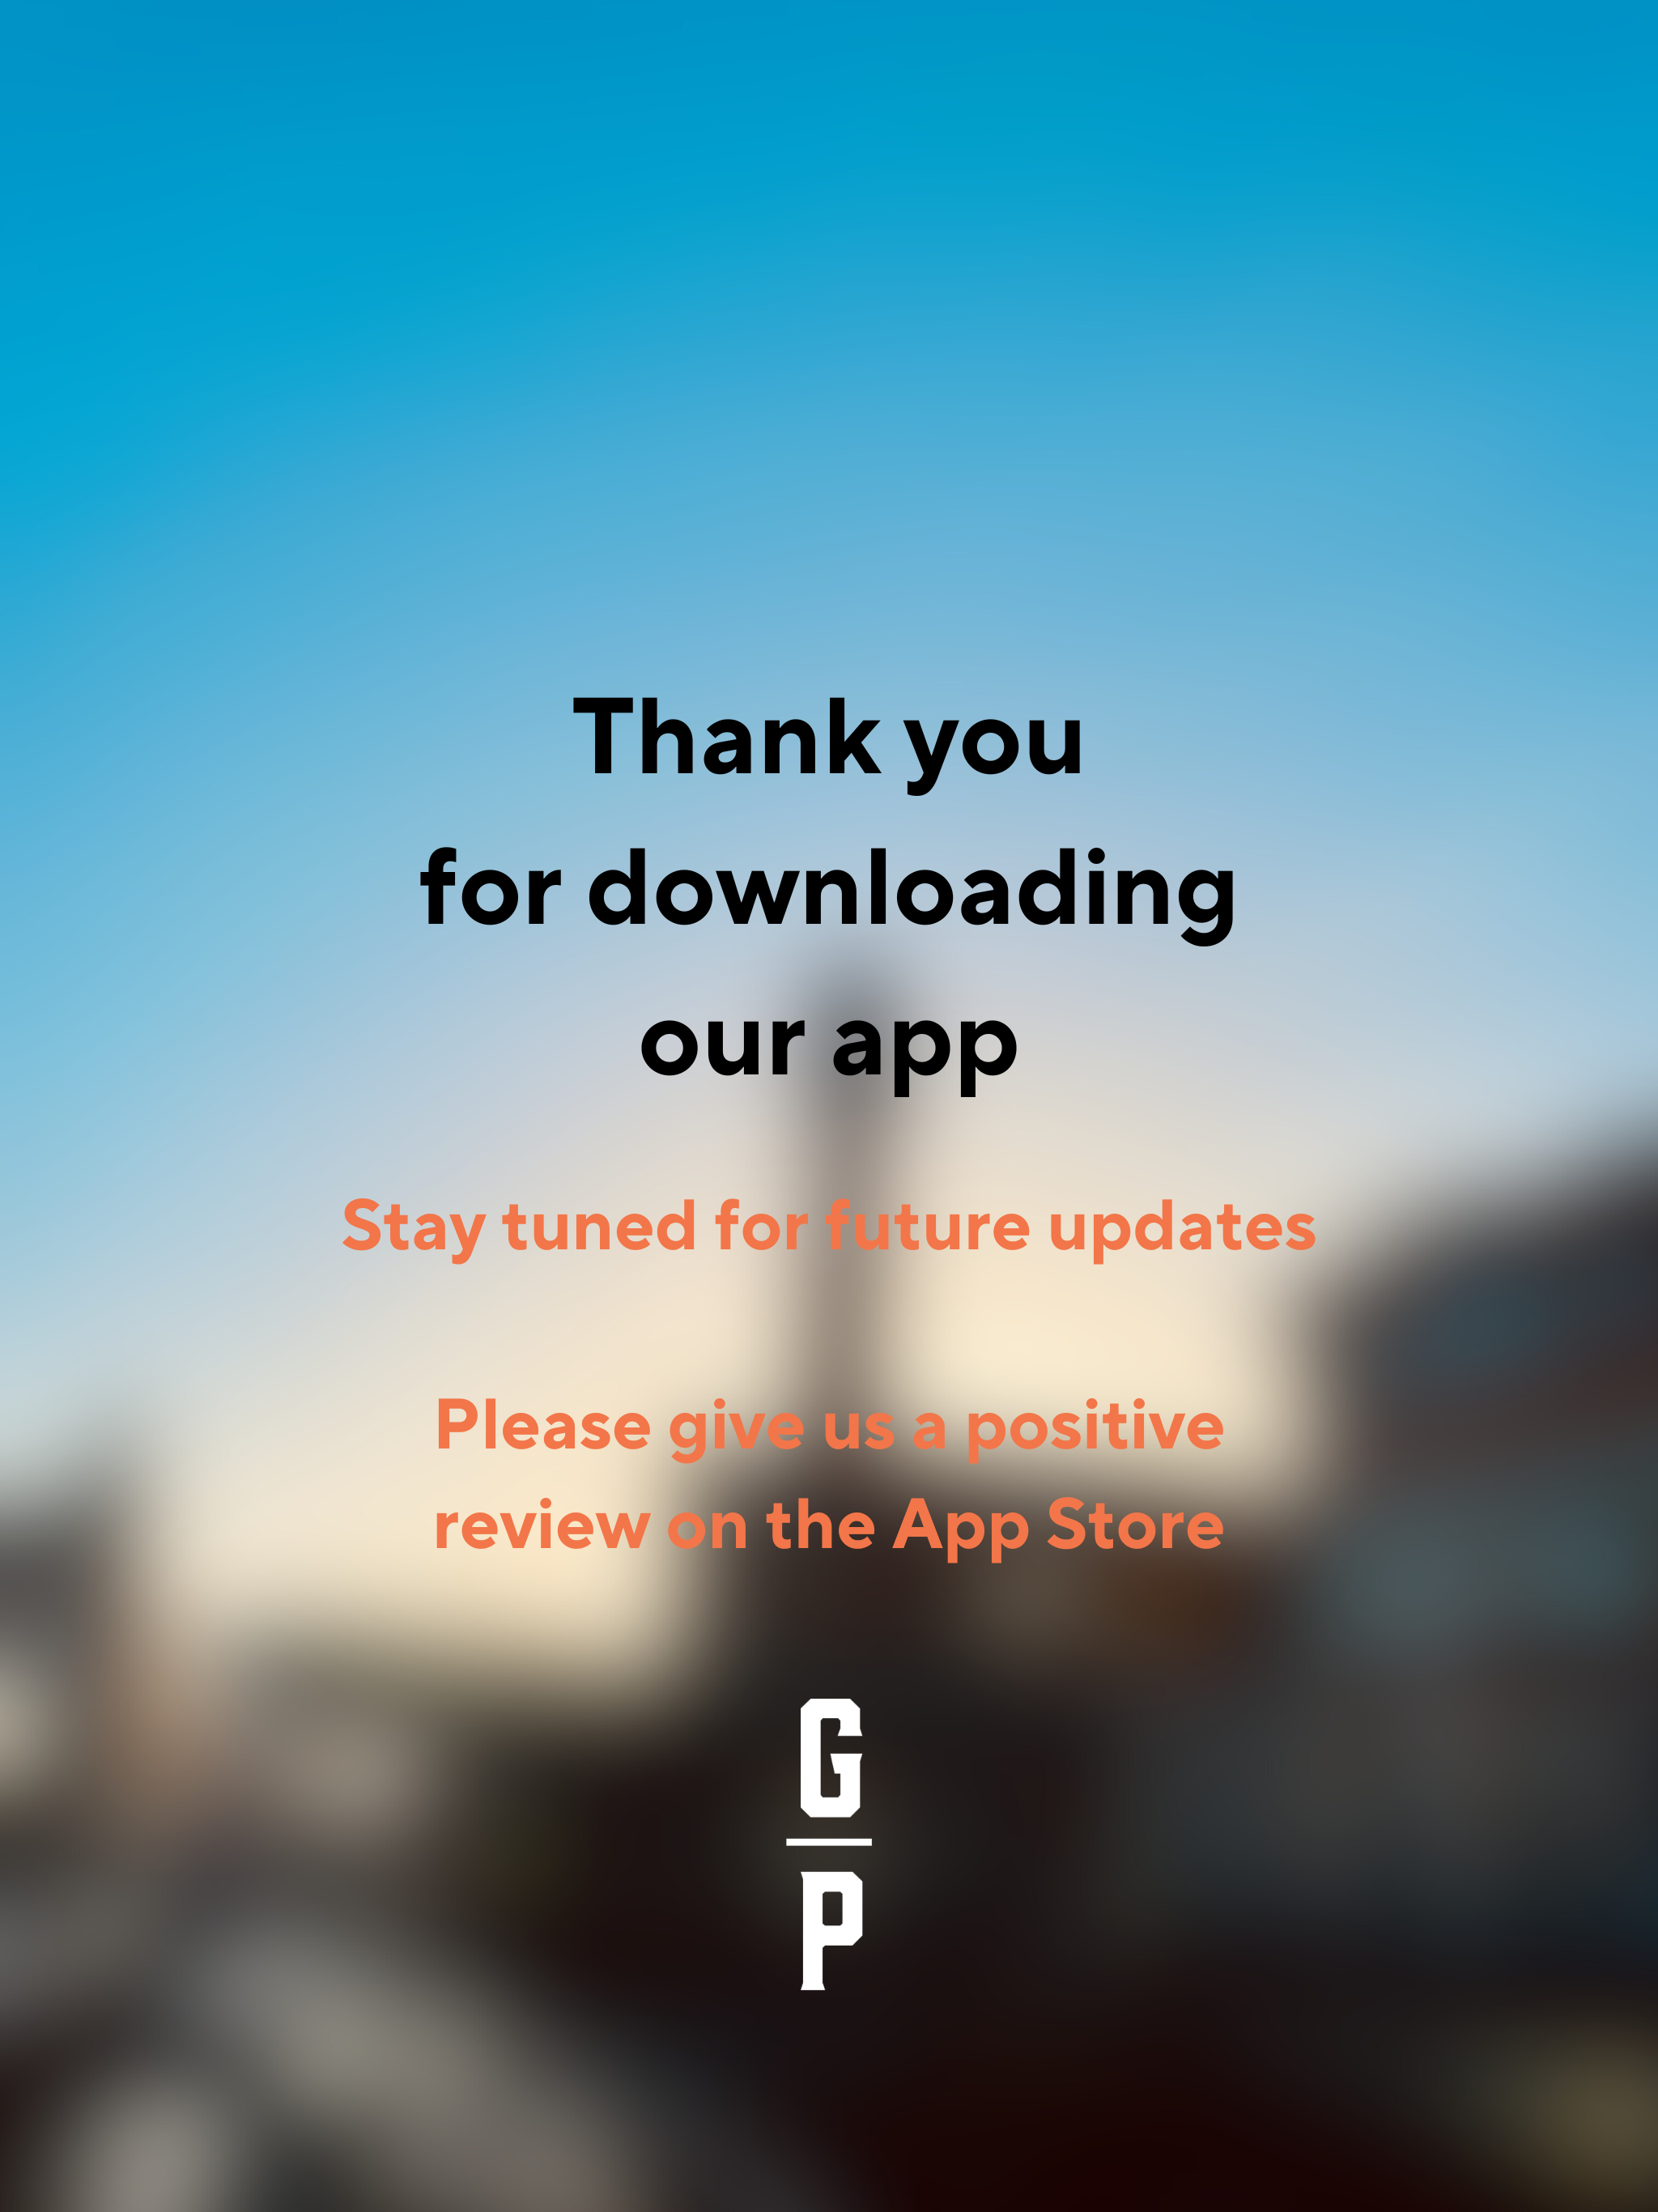 Thank you
for downloading
our app
Stay tuned for future updates
Please give us a positive
review on the App Store
G
P